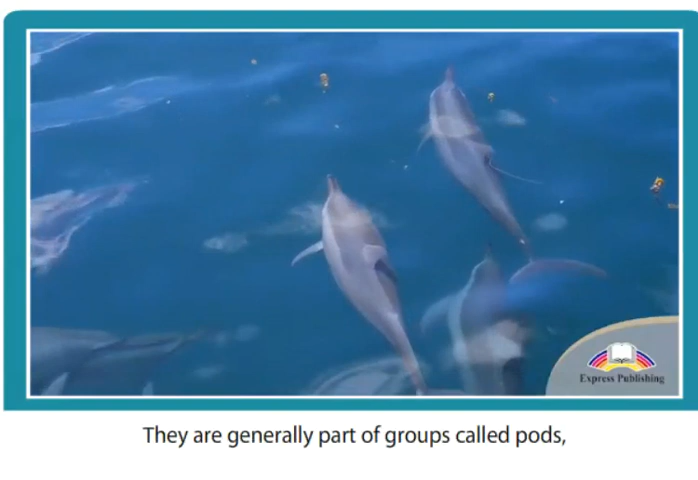 Express Publishing
They are generally part of groups called pods,